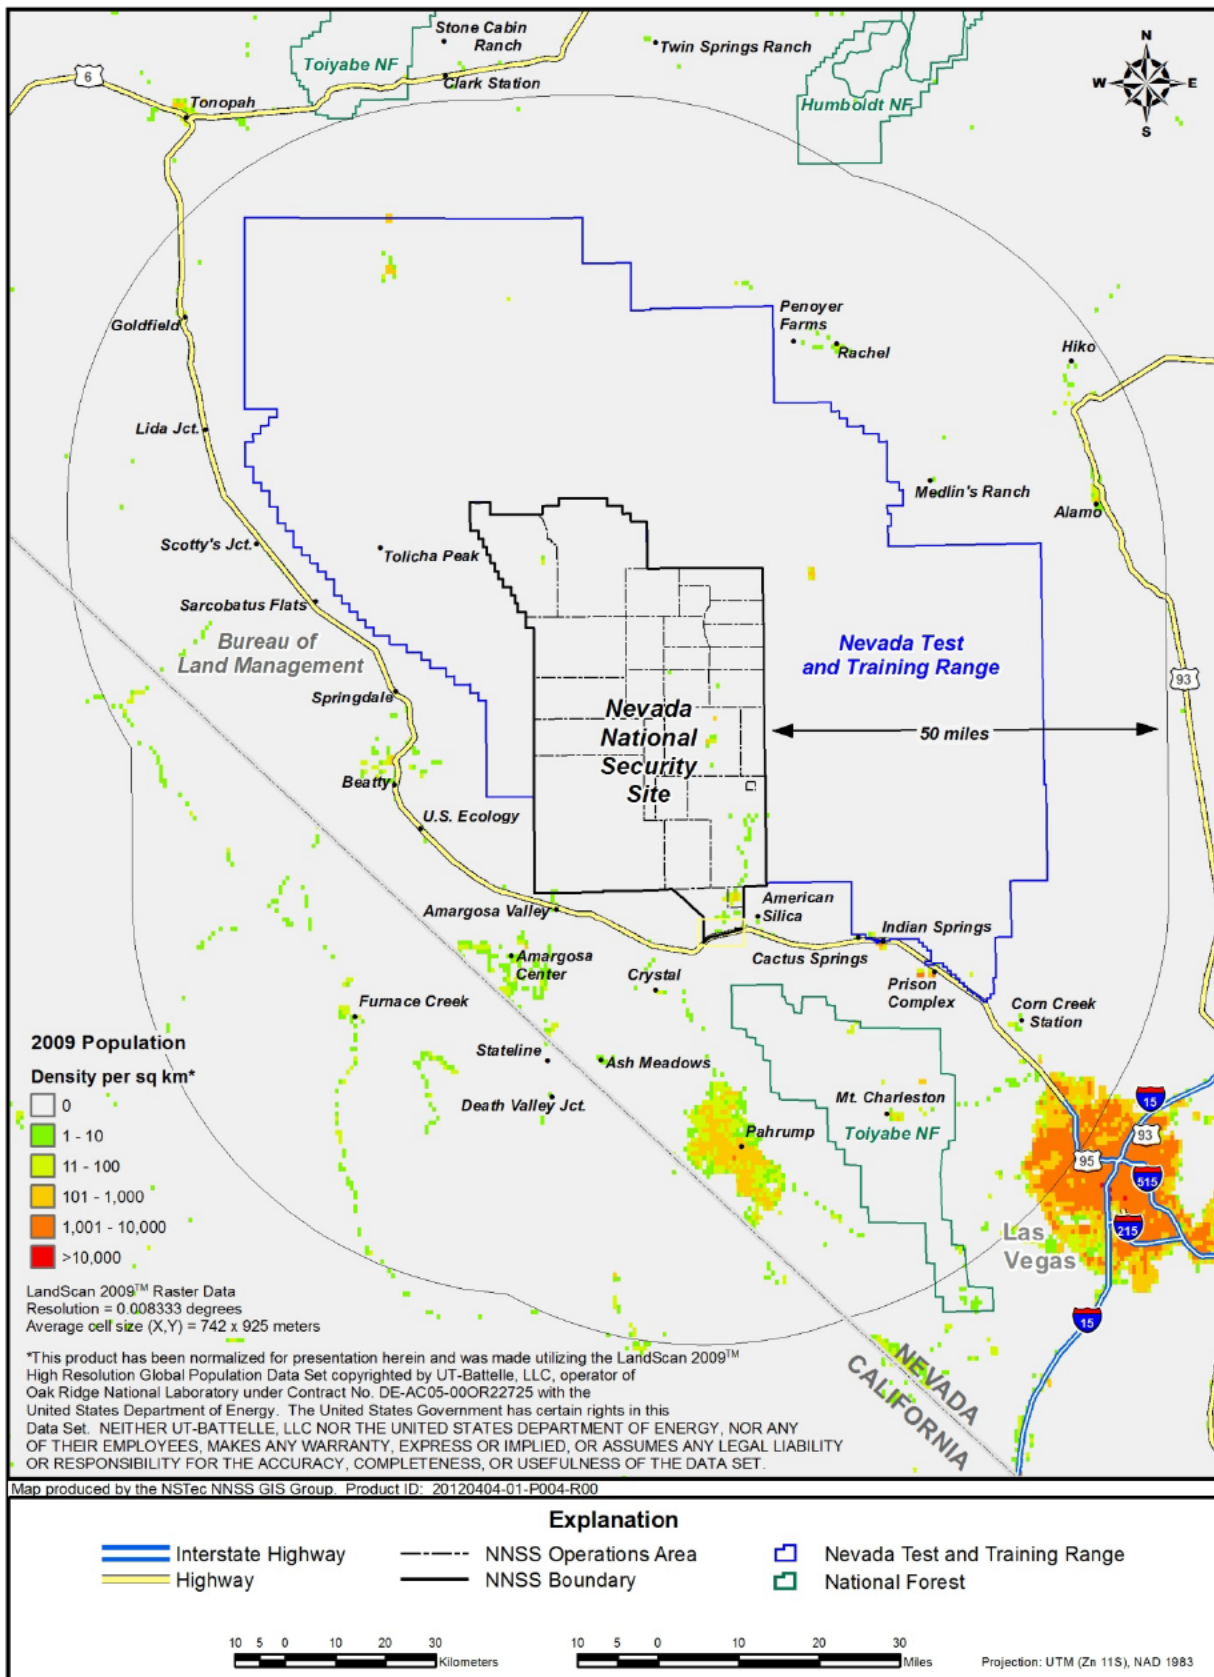 Stone Cabin
Ranch
Twin Springs Ranch
N
W E
S
6
Toiyabe NF
Clark Station
Humboldt NF
Tonopah
Penoyer
Farms
Goldfield
Rachel
Hiko
Lida Jct.
Medlin's Ranch
Alamo
Scotty's Jct.
Tolicha Peak
Sarcobatus Flats
Bureau of
Land Management
Nevada Test
and Training Range
93
Springdale
Nevada
National
Security
Site
50 miles
Beatty
U.S. Ecology
American
Silica
Amargosa Valley
Indian Springs
Cactus Springs
Amargosa
Center
Crystal
Prison
Complex
Furnace Creek
Corn Creek
Station
Stateline
Ash Meadows
Death Valley Jct.
Mt. Charleston
Toiyabe NF
Pahrump
15
93
95
515
215
Las
Vegas
15
NEVADA
CALIFORNIA
2009 Population
Density per sq km*
0
1 - 10
11 - 100
101 - 1,000
1,001 - 10,000
>10,000
LandScan 2009TM Raster Data
Resolution = 0.008333 degrees
Average cell size (X,Y) = 742 x 925 meters
*This product has been normalized for presentation herein and was made utilizing the LandScan 2009TM
High Resolution Global Population Data Set copyrighted by UT-Battelle, LLC, operator of
Oak Ridge National Laboratory under Contract No. DE-AC05-00OR22725 with the
United States Department of Energy. The United States Government has certain rights in this
Data Set. NEITHER UT-BATTELLE, LLC NOR THE UNITED STATES DEPARTMENT OF ENERGY, NOR ANY
OF THEIR EMPLOYEES, MAKES ANY WARRANTY, EXPRESS OR IMPLIED, OR ASSUMES ANY LEGAL LIABILITY
OR RESPONSIBILITY FOR THE ACCURACY, COMPLETENESS, OR USEFULNESS OF THE DATA SET.
Map produced by the NSTec NNSS GIS Group. Product ID: 20120404-01-P004-R00
Explanation
Interstate Highway
Highway
NNSS Operations Area
NNSS Boundary
Nevada Test and Training Range
National Forest
10 5 0 10 20 30
Kilometers
10 5 0 10 20 30
Miles
Projection: UTM (Zn 11S), NAD 1983